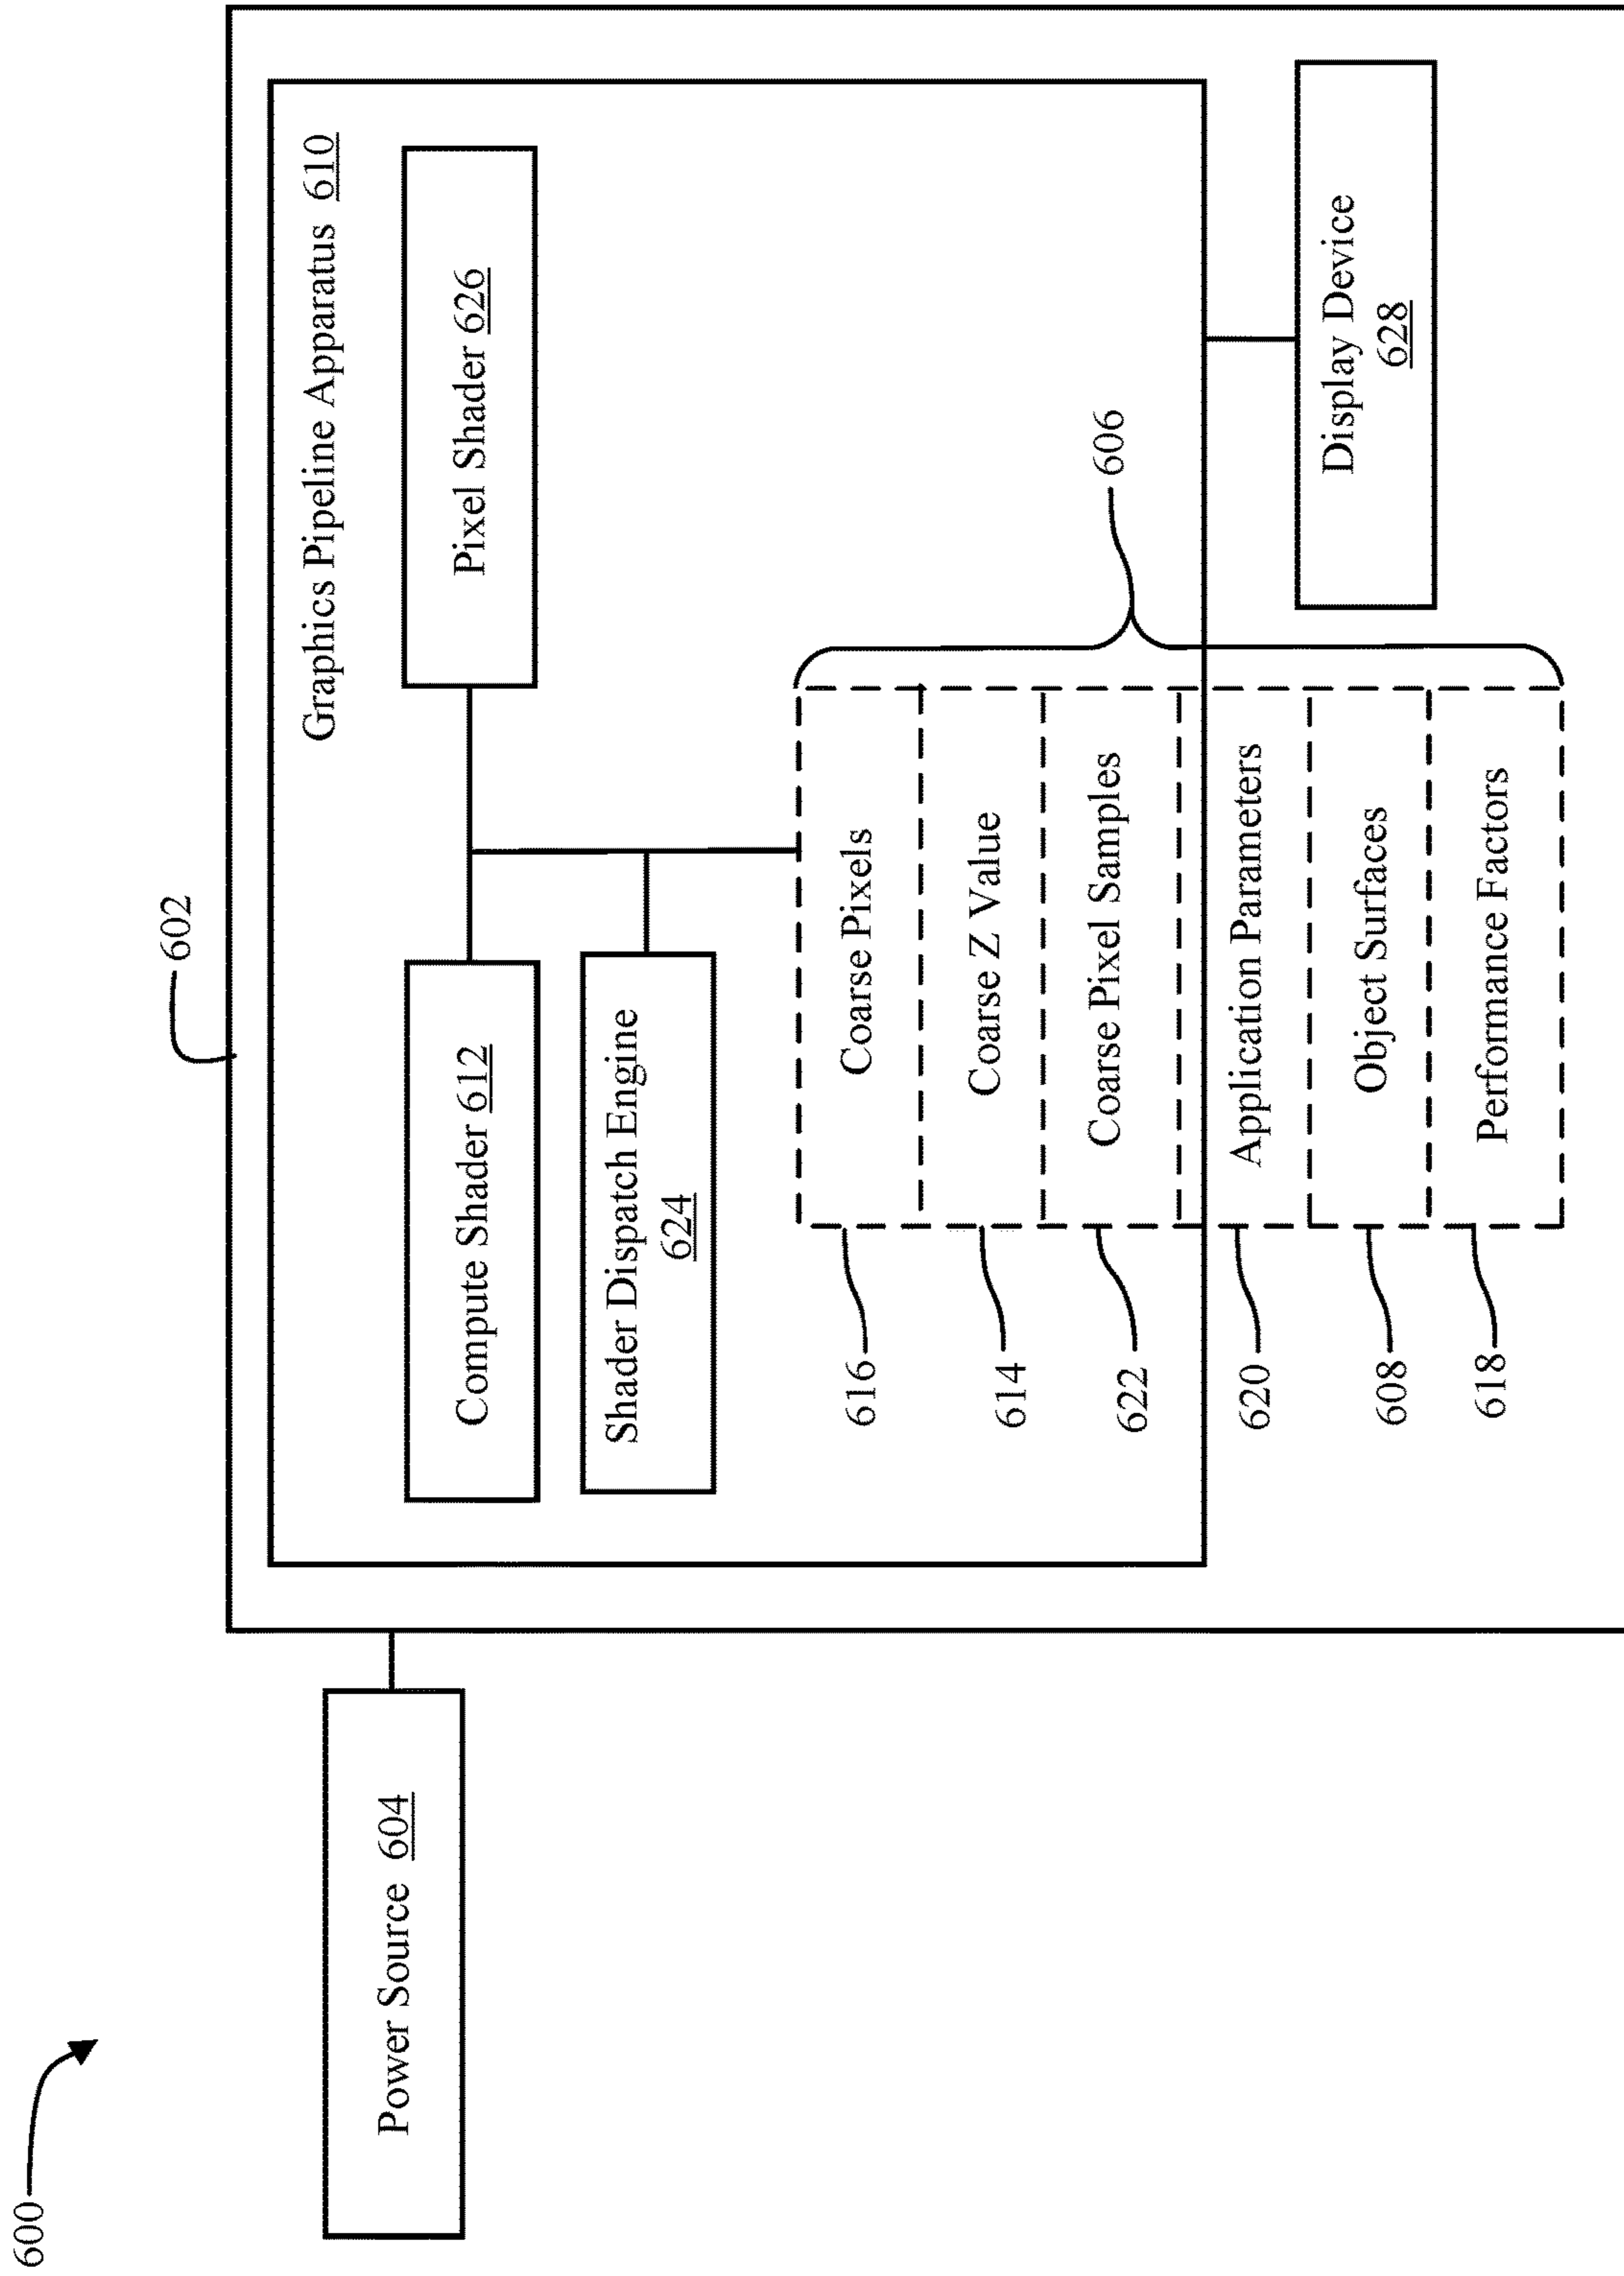 600
602
Power Source 604
Graphics Pipeline Apparatus 610
Compute Shader 612
Pixel Shader 626
Shader Dispatch Engine
624
616
Coarse Pixels
614
Coarse Z Value
622
Coarse Pixel Samples
606
620
Application Parameters
608
Object Surfaces
618
Performance Factors
Display Device
628